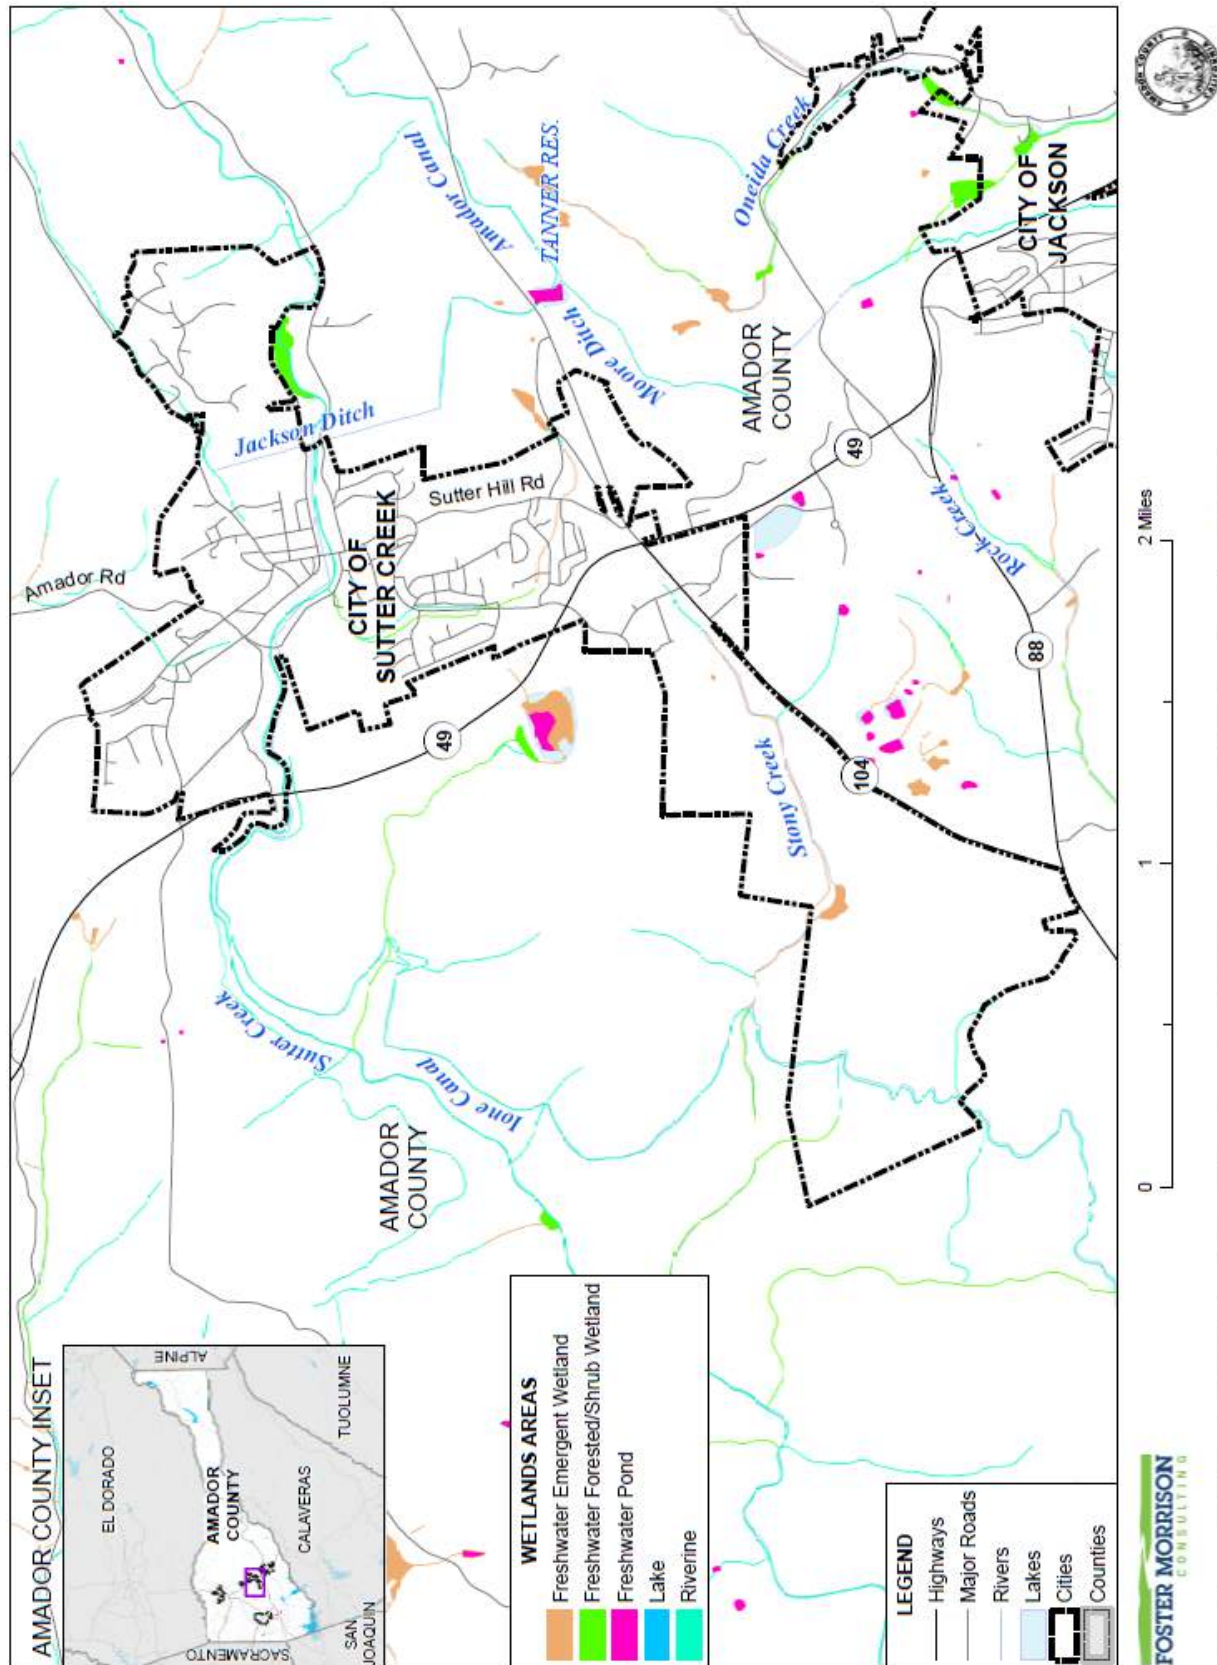 AMADOR COUNTY INSET
EL DORADO
ALPINE
AMADOR
COUNTY
TUOLUMNE
CALAVERAS
SACRAMENTO
SAN
JOAQUIN
WETLANDS AREAS
Freshwater Emergent Wetland
Freshwater Forested/Shrub Wetland
Freshwater Pond
Lake
Riverine
LEGEND
Highways
Major Roads
Rivers
Lakes
Cities
Counties
AMADOR
COUNTY
Sutter Creek
Ione Canal
49
Amador Rd
CITY OF
SUTTER CREEK
Jackson Ditch
Sutter Hill Rd
Amador Canal
TANNER RES.
Moore Ditch
Stony Creek
104
AMADOR
COUNTY
49
Oneida Creek
Rock Creek
88
CITY OF
JACKSON
FOSTER MORRISON
CONSULTING
0
1
2 Miles
AMADOR COUNTY